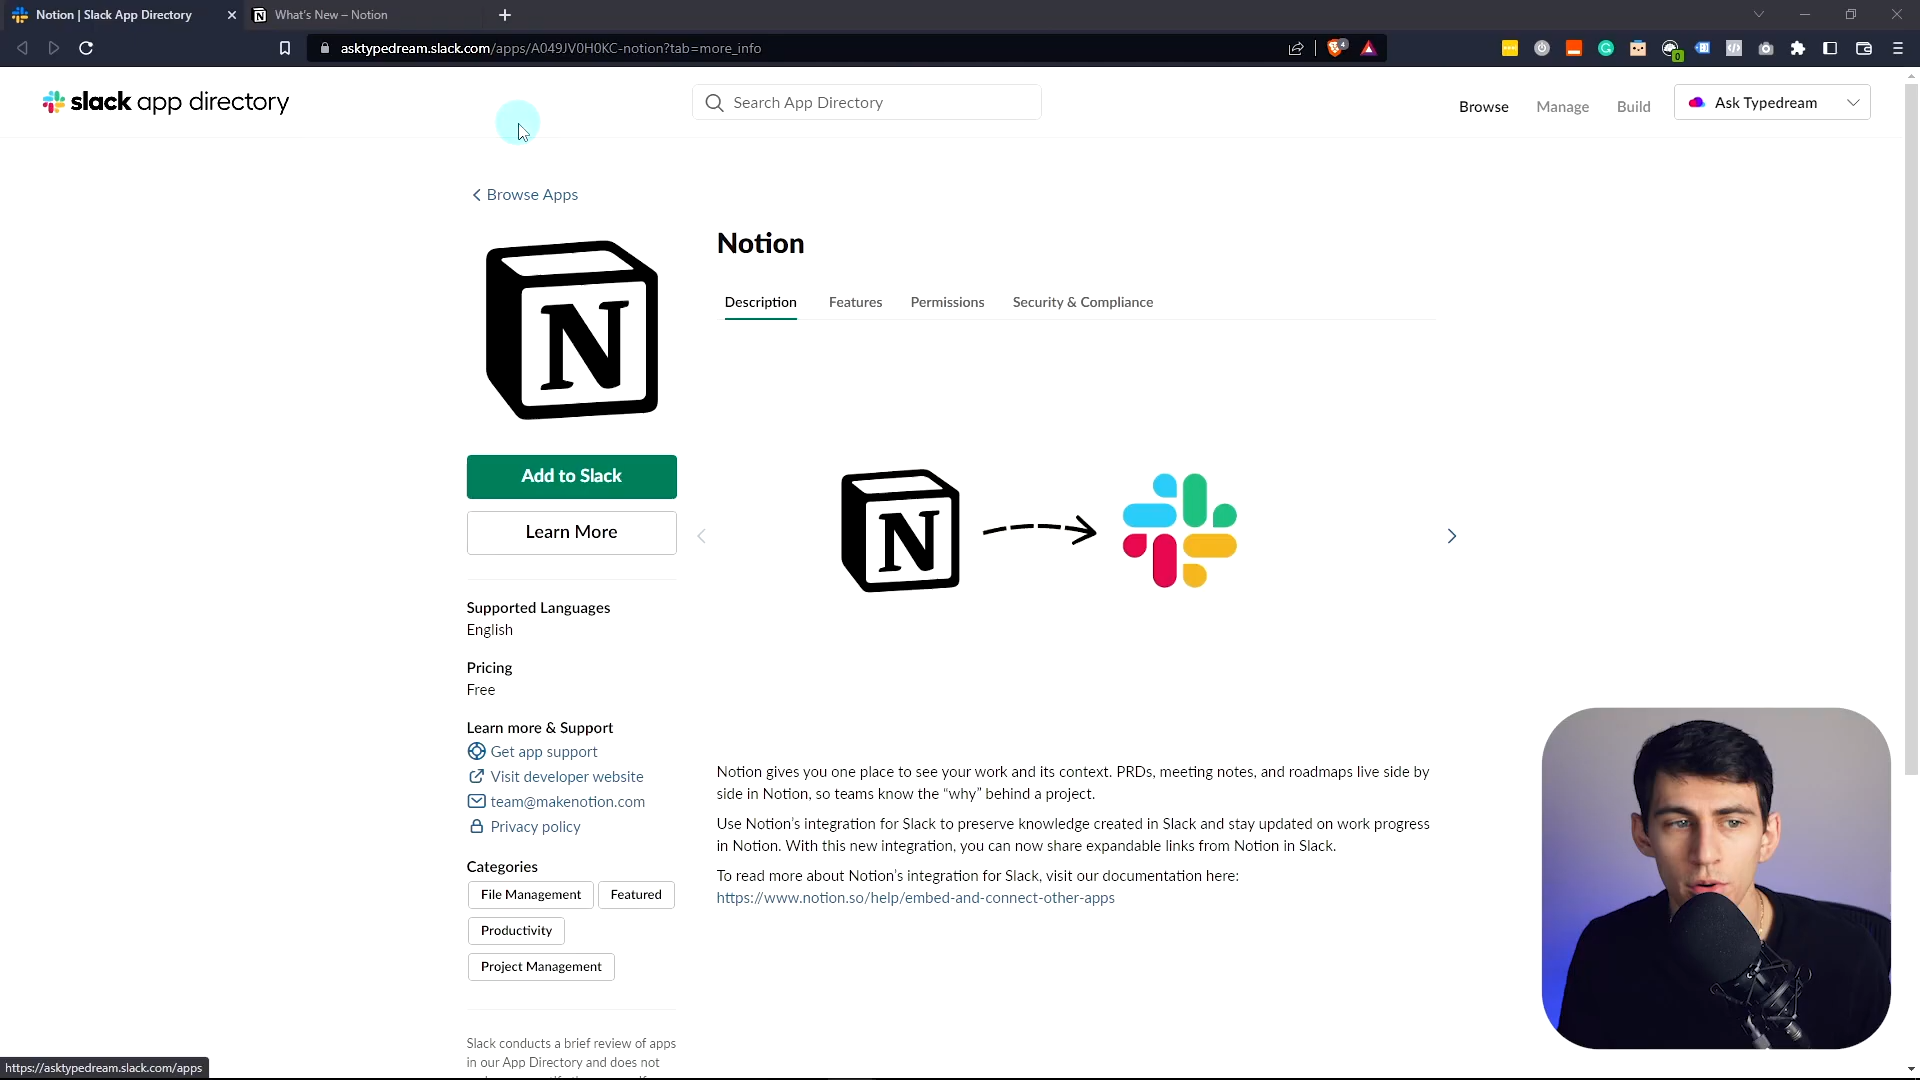 Notion | Slack App Directory
What's New – Notion
asktypedream.slack.com/apps/A049JV0H0KC-notion?tab=more_info
4
0
slack app directory
Search App Directory
Browse
Manage
Build
Ask Typedream
Browse Apps
N
Add to Slack
Learn More
Supported Languages
English
Pricing
Free
Learn more & Support
Get app support
Visit developer website
team@makenotion.com
Privacy policy
Categories
File Management
Featured
Productivity
Project Management
Slack conducts a brief review of apps
in our App Directory and does not
Notion
Description
Features
Permissions
Security & Compliance
N
Notion gives you one place to see your work and its context. PRDs, meeting notes, and roadmaps live side by
side in Notion, so teams know the “why” behind a project.
Use Notion’s integration for Slack to preserve knowledge created in Slack and stay updated on work progress
in Notion. With this new integration, you can now share expandable links from Notion in Slack.
To read more about Notion’s integration for Slack, visit our documentation here:
https://www.notion.so/help/embed-and-connect-other-apps
https://asktypedream.slack.com/apps